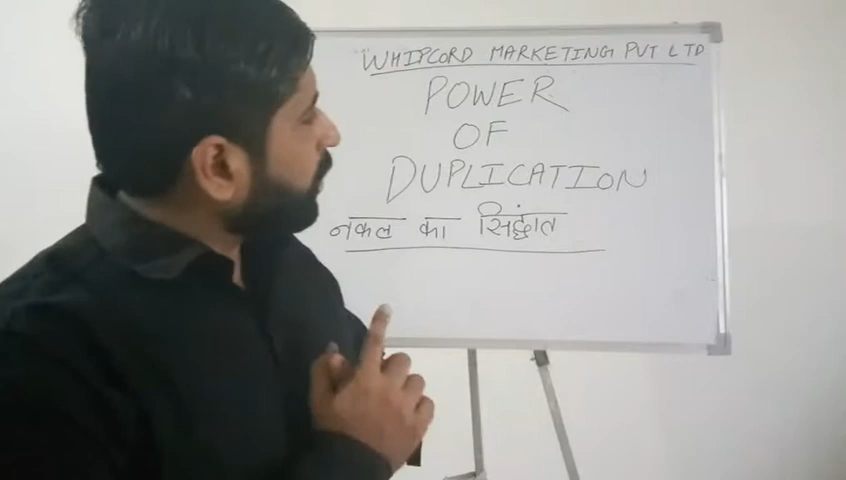 WHIPCORD MARKETING PVT LTD
POWER
OF
DUPLICATION
नकल का सिद्धांत